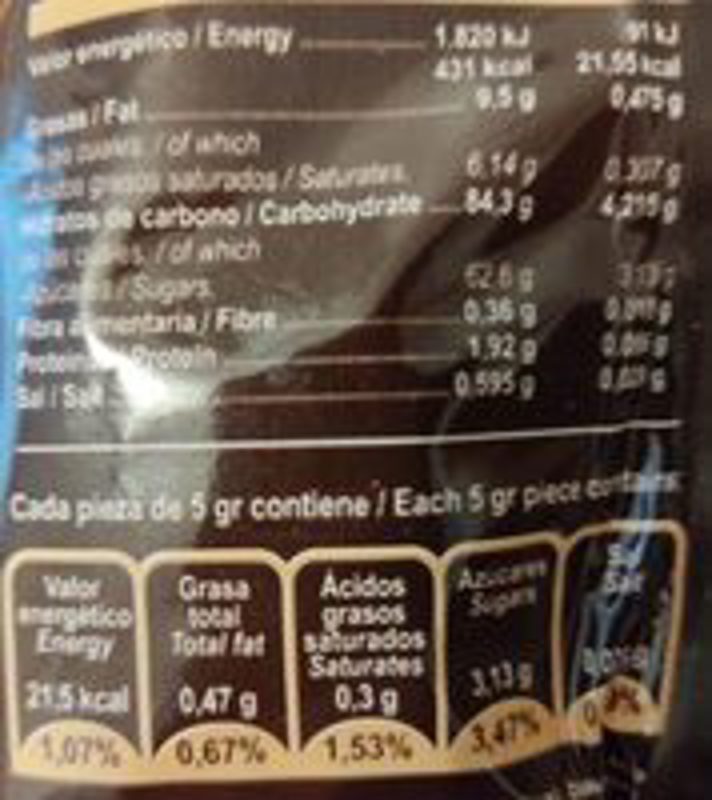 Valor energético / Energy 1.820 kJ 91 kJ
431 kcal 21,55 kcal
Grasas / Fat 9,5 g 0,475 g
/ of which
saturados / Saturates 6,14 g 0,307 g
de carbono / Carbohydrate 84,3 g 4,215 g
/ of which
/ Sugars 62,6 g
Fibra alimentaria / Fibre 0,36 g
Proteínas / Protein 1,92 g
Sal / Salt 0,595 g
Cada pieza de 5 gr contiene / Each 5 gr piece contains:
Valor energético Energy 21.5 kcal 1,07%
Grasa total Total fat 0,47 g 0,67%
Ácidos grasos saturados Saturates 0,3 g 1,53%
Azúcares Sugars 3,13 g 3,47%
Salt